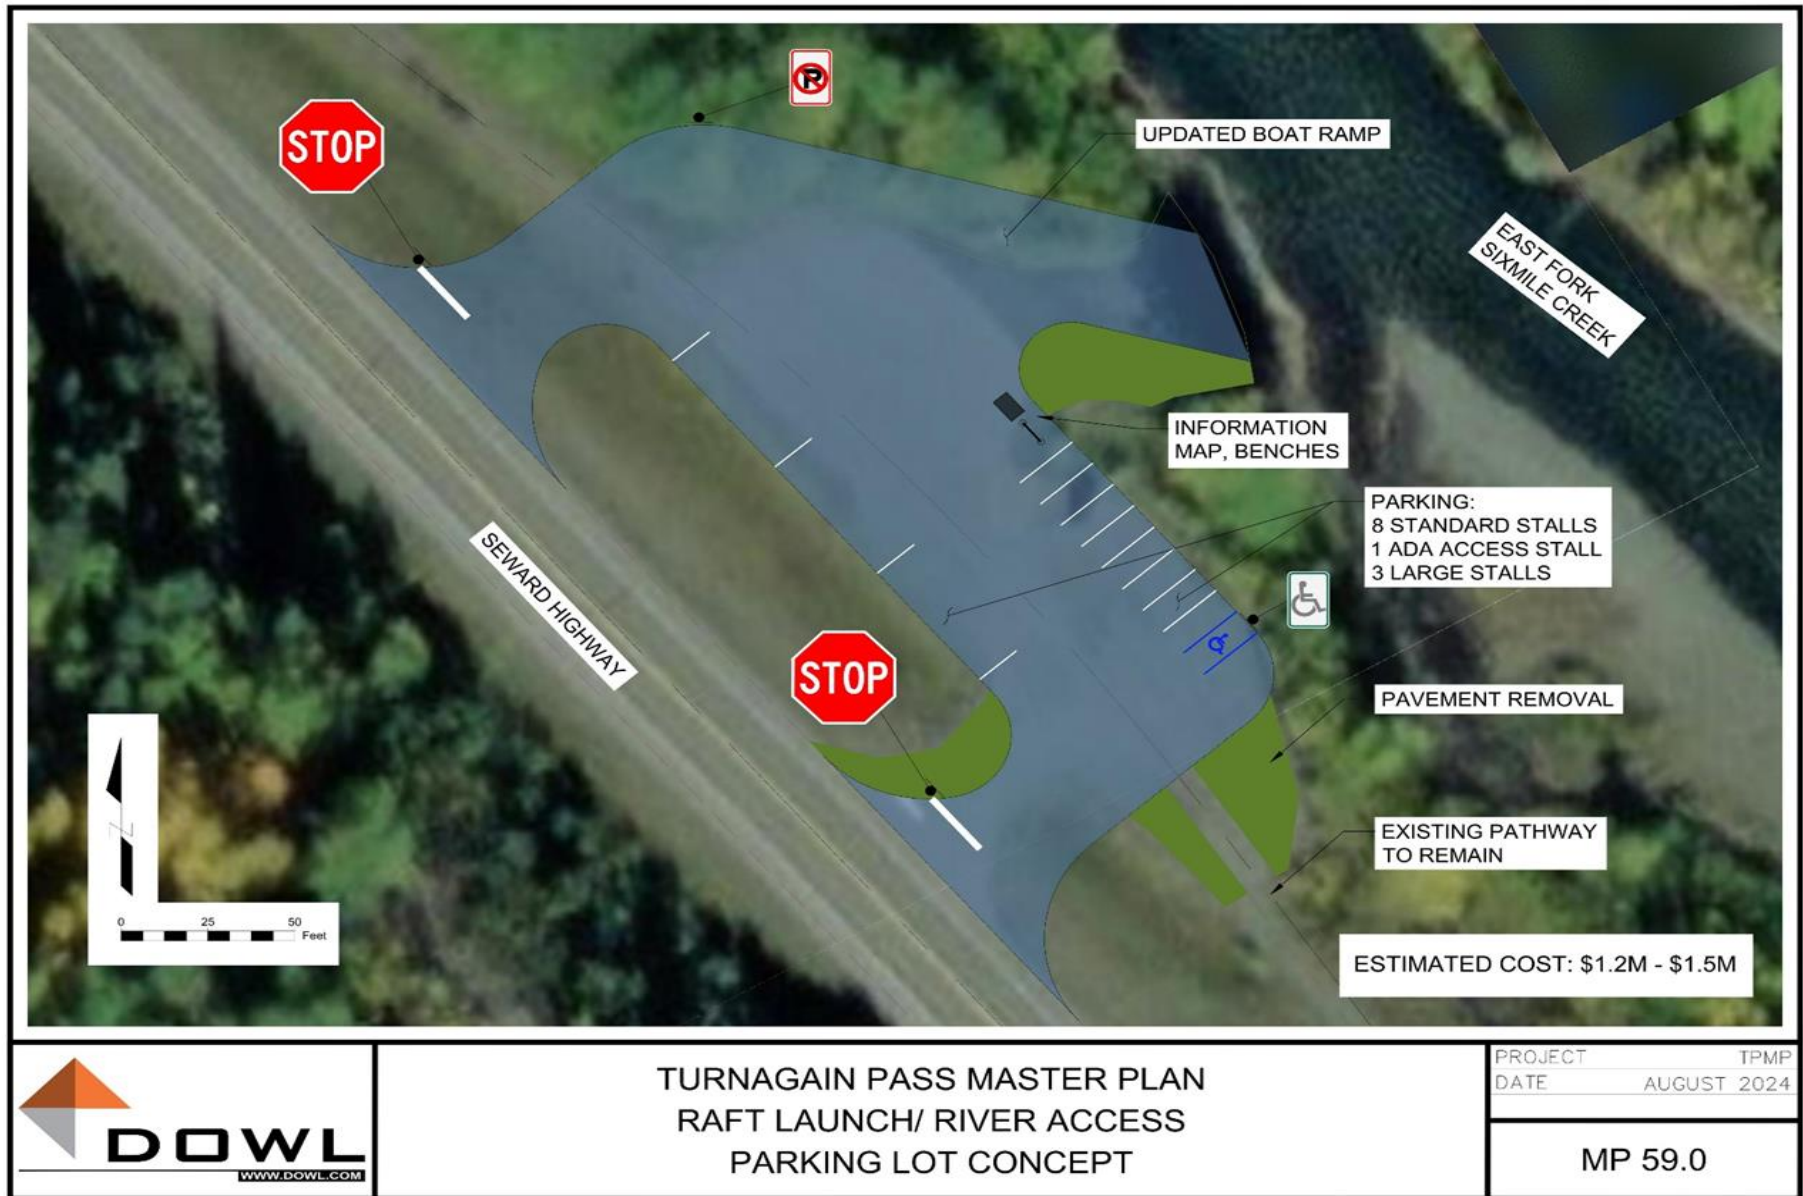 STOP
P
UPDATED BOAT RAMP
EAST FORK
SIXMILE CREEK
INFORMATION
MAP, BENCHES
PARKING:
8 STANDARD STALLS
1 ADA ACCESS STALL
3 LARGE STALLS
SEWARD HIGHWAY
STOP
PAVEMENT REMOVAL
EXISTING PATHWAY
TO REMAIN
N
0 25 50
Feet
ESTIMATED COST: $1.2M - $1.5M
DOWL
WWW.DOWL.COM
TURNAGAIN PASS MASTER PLAN
RAFT LAUNCH/ RIVER ACCESS
PARKING LOT CONCEPT
PROJECT TPMP
DATE AUGUST 2024
MP 59.0